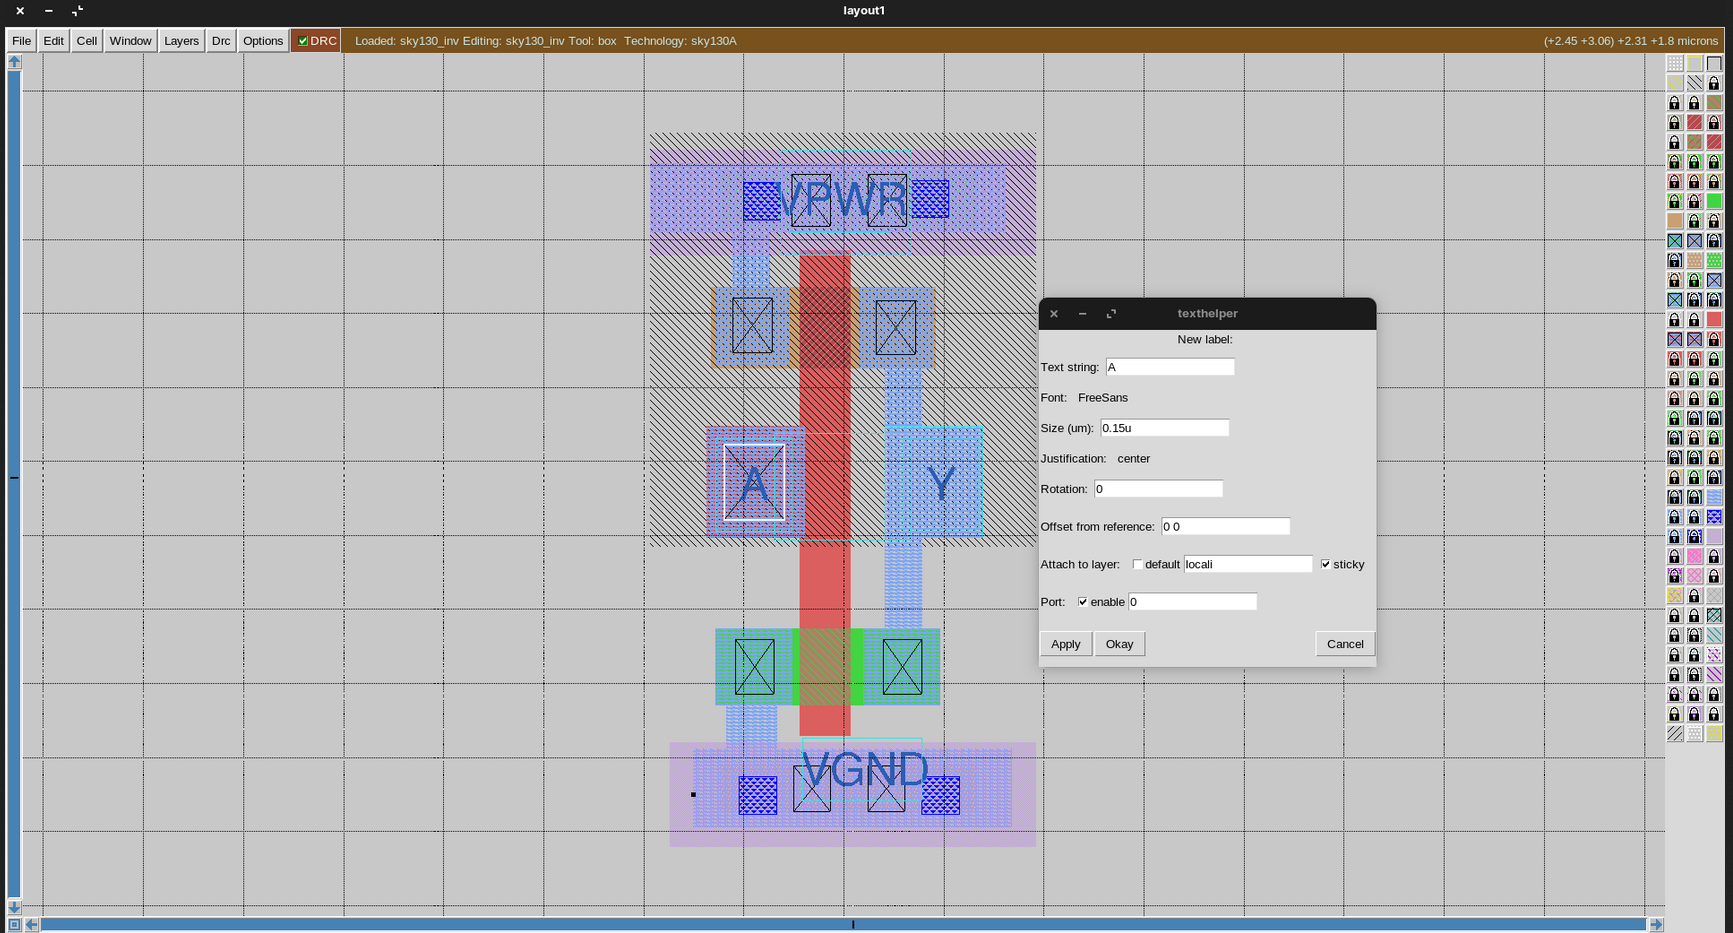 layout1
File Edit Cell Window Layers Drc Options DRC Loaded: sky130_inv Editing: sky130_inv Tool: box Technology: sky130A (+2.45 +3.06) +2.31 +1.8 microns
VPWR
A
Y
VGND
texthelper
New label:
Text string: A
Font: FreeSans
Size (um): 0.15u
Justification: center
Rotation: 0
Offset from reference: 0 0
Attach to layer: default locali sticky
Port: enable 0
Apply Okay Cancel